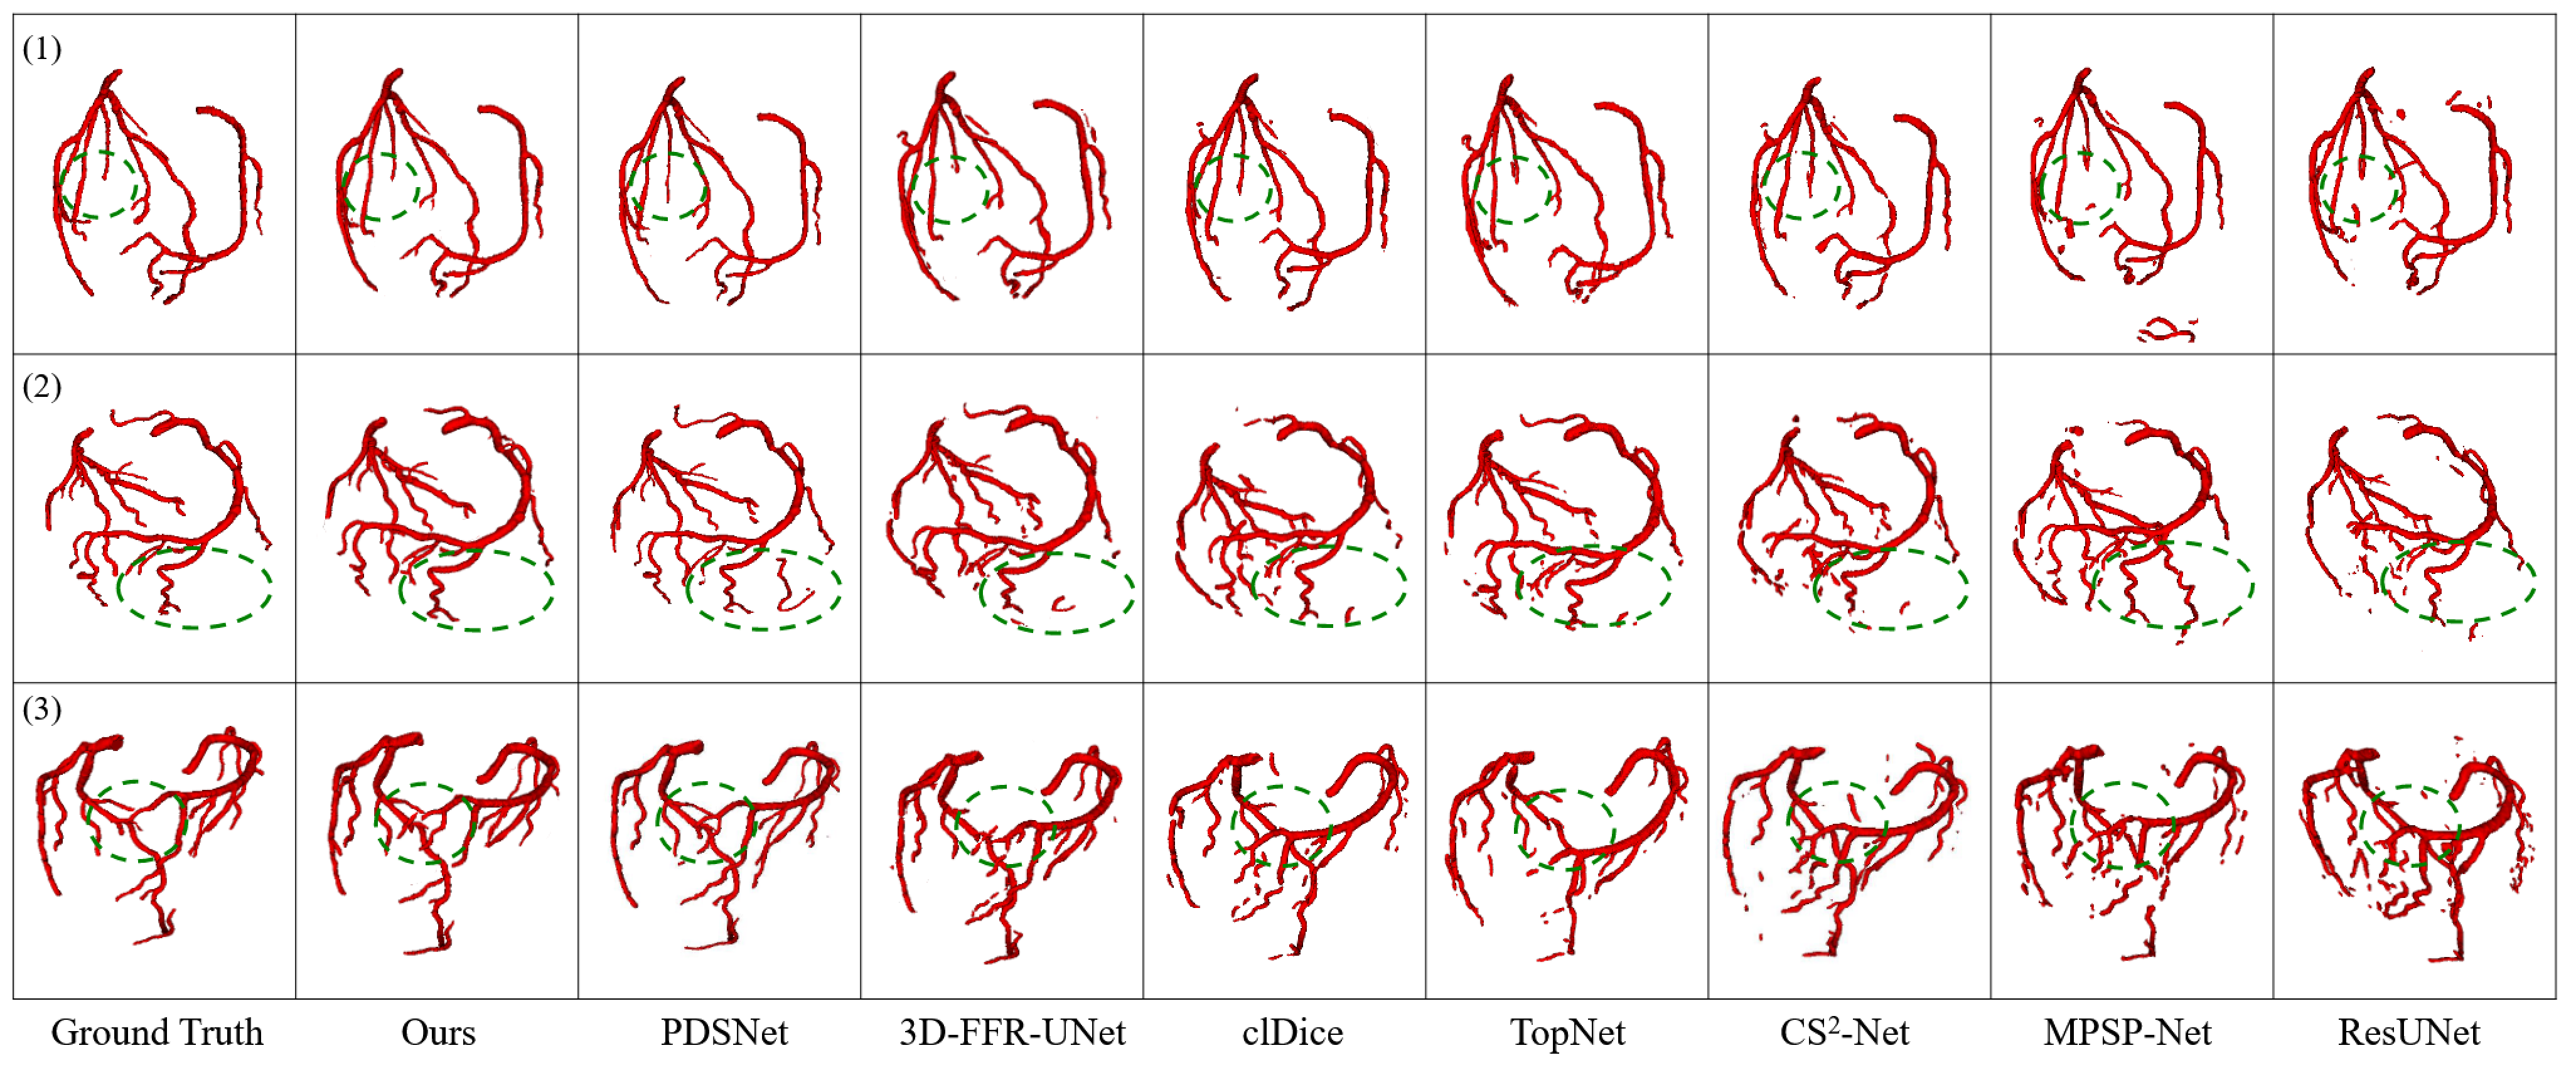 (1)
(2)
(3)
Ground Truth
Ours
PDSNet
3D-FFR-UNet
clDice
TopNet
CS²-Net
MPSP-Net
ResUNet